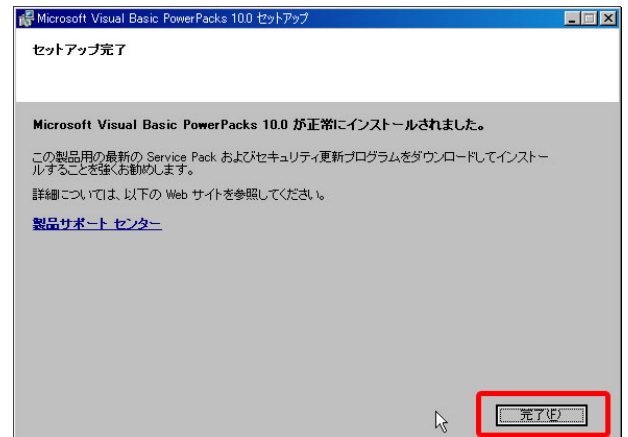 Microsoft Visual Basic PowerPacks 10.0 セットアップ
セットアップ完了
Microsoft Visual Basic PowerPacks 10.0 が正常にインストールされました。
この製品用の最新の Service Pack およびセキュリティ更新プログラムをダウンロードしてインストー
ルすることを強くお勧めします。
詳細については、以下の Web サイトを参照してください。
製品サポート センター
完了(F)